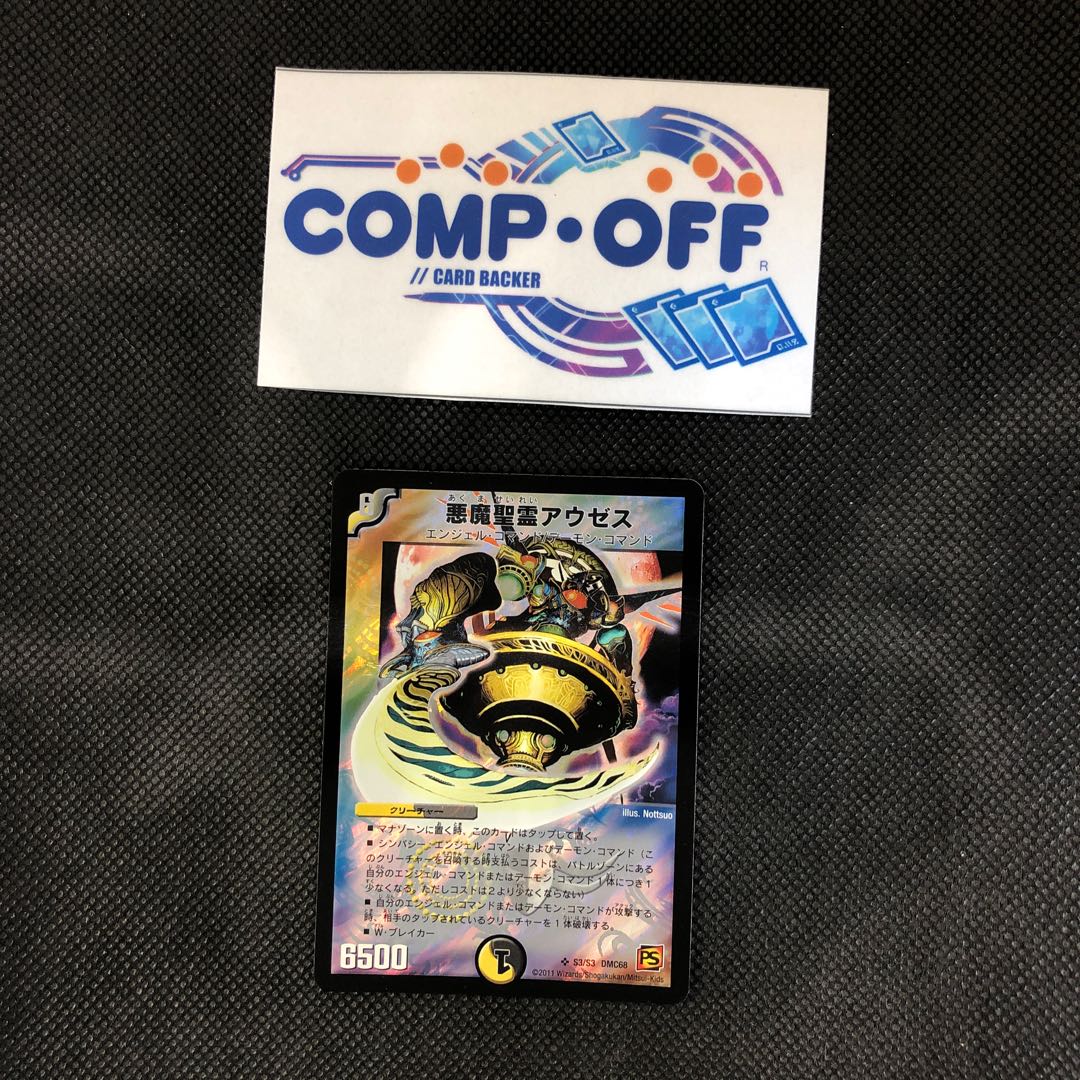 COMP・OFF
R
// CARD BACKER
あくませいれい
悪魔聖霊アウゼス
エンジェル・コマンド/デーモン・コマンド
illus. Nottsuo
クリーチャー
■ マナゾーンに置く時、このカードはタップして置く。
■ シンパシー:エンジェル・コマンドおよびデーモン・コマンド(こ
のクリーチャーを召喚する時支払うコストは、バトルゾーンにある
自分のエンジェル・コマンドまたはデーモン・コマンド1体につき1
少なくなる。ただしコストは2より少なくならない)
■ 自分のエンジェル・コマンドまたはデーモン・コマンドが攻撃する
時、相手のタップされているクリーチャーを1体破壊する。
■ W・ブレイカー
6500
S3/S3 DMC68
PS
©2011 Wizards/Shogakukan/Mitsui-Kids